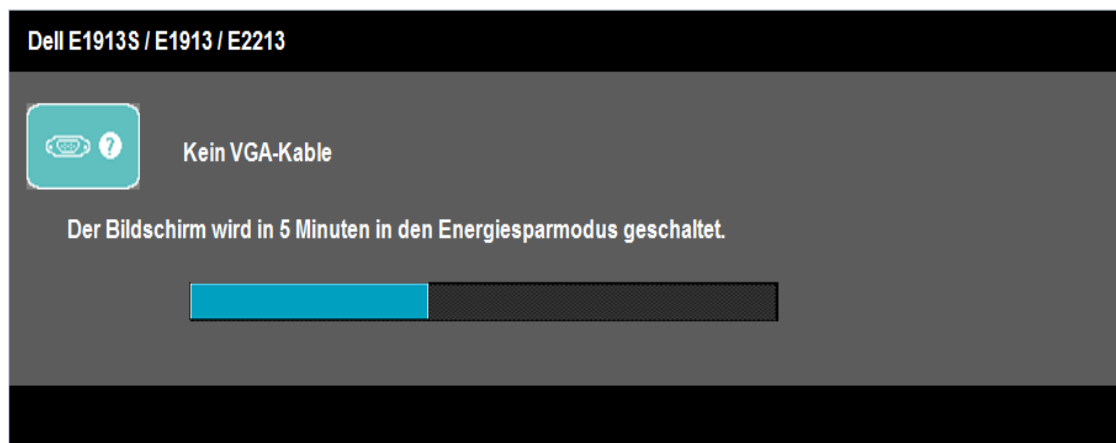 Dell E1913S / E1913 / E2213
?
Kein VGA-Kable
Der Bildschirm wird in 5 Minuten in den Energiesparmodus geschaltet.